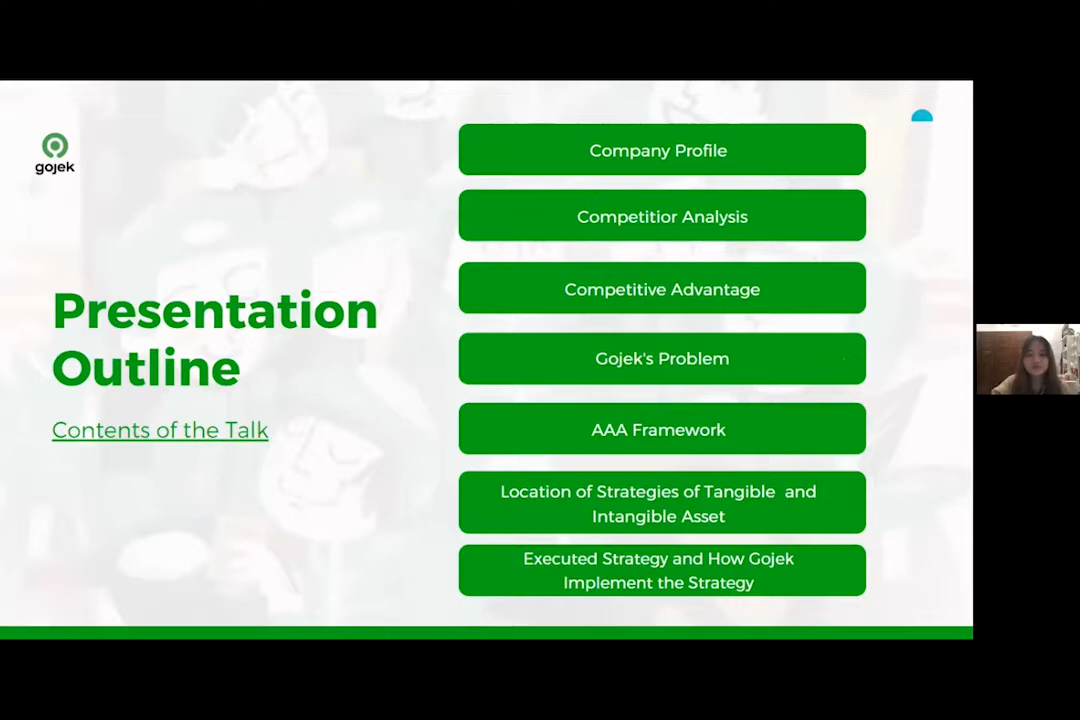 gojek
Presentation
Outline
Contents of the Talk
Company Profile
Competitior Analysis
Competitive Advantage
Gojek's Problem
AAA Framework
Location of Strategies of Tangible and
Intangible Asset
Executed Strategy and How Gojek
Implement the Strategy